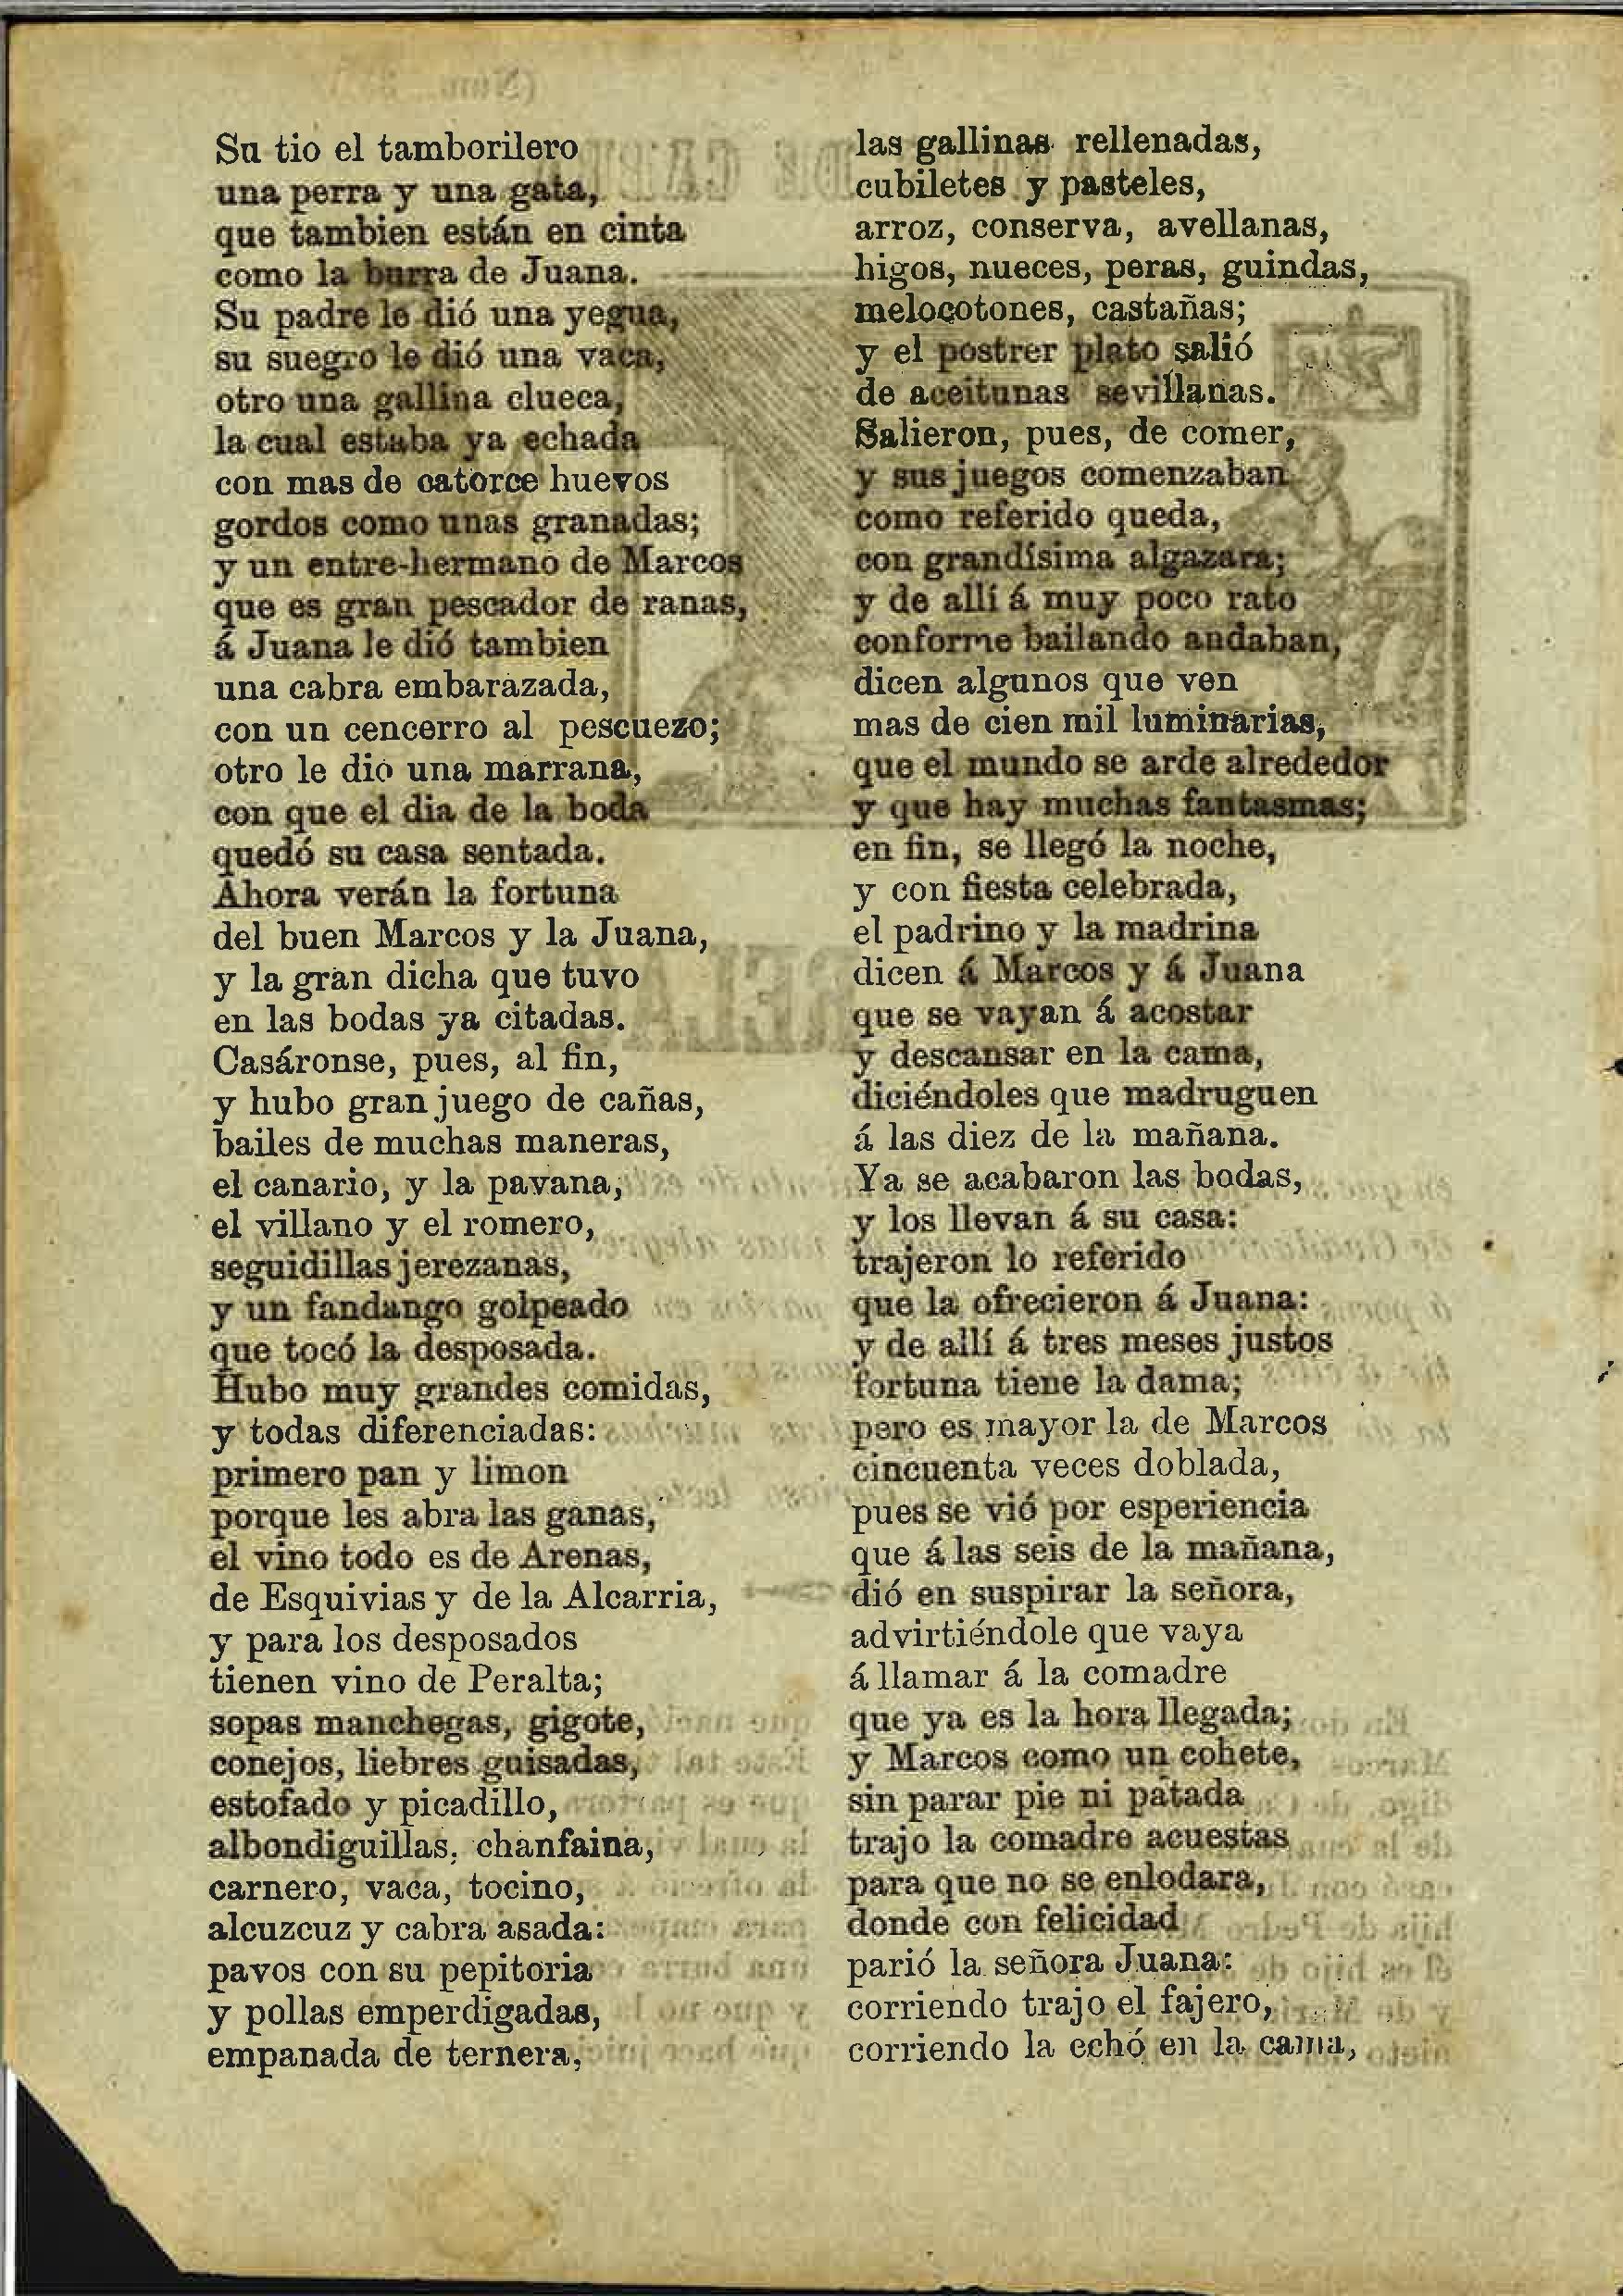 Su tio el tamborilero
una perra y una gata,
que tambien están en cinta
como la burra de Juana.
Su padre le dió una yegua,
su suegro le dió una vaca,
otro una gallina clueca,
la cual estaba ya echada
con mas de catorce huevos
gordos como unas granadas;
y un entre-hermano de Marcos
que es gran pescador de ranas,
á Juana le dió tambien
una cabra embarazada,
con un cencerro al pescuezo;
otro le dió una marrana,
con que el dia de la boda
quedó su casa sentada.
Ahora verán la fortuna
del buen Marcos y la Juana,
y la gran dicha que tuvo
en las bodas ya citadas.
Casáronse, pues, al fin,
y hubo gran juego de cañas,
bailes de muchas maneras,
el canario, y la pavana,
el villano y el romero,
seguidillas jerezanas,
y un fandango golpeado
que tocó la desposada.
Hubo muy grandes comidas,
y todas diferenciadas:
primero pan y limon
porque les abra las ganas,
el vino todo es de Arenas,
de Esquivias y de la Alcarria,
y para los desposados
tienen vino de Peralta;
sopas manchegas, gigote,
conejos, liebres guisadas,
estofado y picadillo,
albondiguillas, chanfaina,
carnero, vaca, tocino,
alcuzcuz y cabra asada:
pavos con su pepitoria
y pollas emperdigadas,
empanada de ternera,
las gallinas rellenadas,
cubiletes y pasteles,
arroz, conserva, avellanas,
higos, nueces, peras, guindas,
melocotones, castañas;
y el postrer plato salió
de aceitunas sevillanas.
Salieron, pues, de comer,
y sus juegos comenzaban
como referido queda,
con grandísima algazara;
y de allí á muy poco rato
conforme bailando andaban,
dicen algunos que ven
mas de cien mil luminarias,
que el mundo se arde alrededor
y que hay muchas fantasmas;
en fin, se llegó la noche,
y con fiesta celebrada,
el padrino y la madrina
dicen á Marcos y á Juana
que se vayan á acostar
y descansar en la cama,
diciéndoles que madruguen
á las diez de la mañana.
Ya se acabaron las bodas,
y los llevan á su casa:
trajeron lo referido
que la ofrecieron á Juana:
y de allí á tres meses justos
fortuna tiene la dama;
pero es mayor la de Marcos
cincuenta veces doblada,
pues se vió por esperiencia
que á las seis de la mañana,
dió en suspirar la señora,
advirtiéndole que vaya
á llamar á la comadre
que ya es la hora llegada;
y Marcos como un cohete,
sin parar pie ni patada
trajo la comadre acuestas
para que no se enlodara,
donde con felicidad
parió la señora Juana:
corriendo trajo el fajero,
corriendo la echó en la cama,